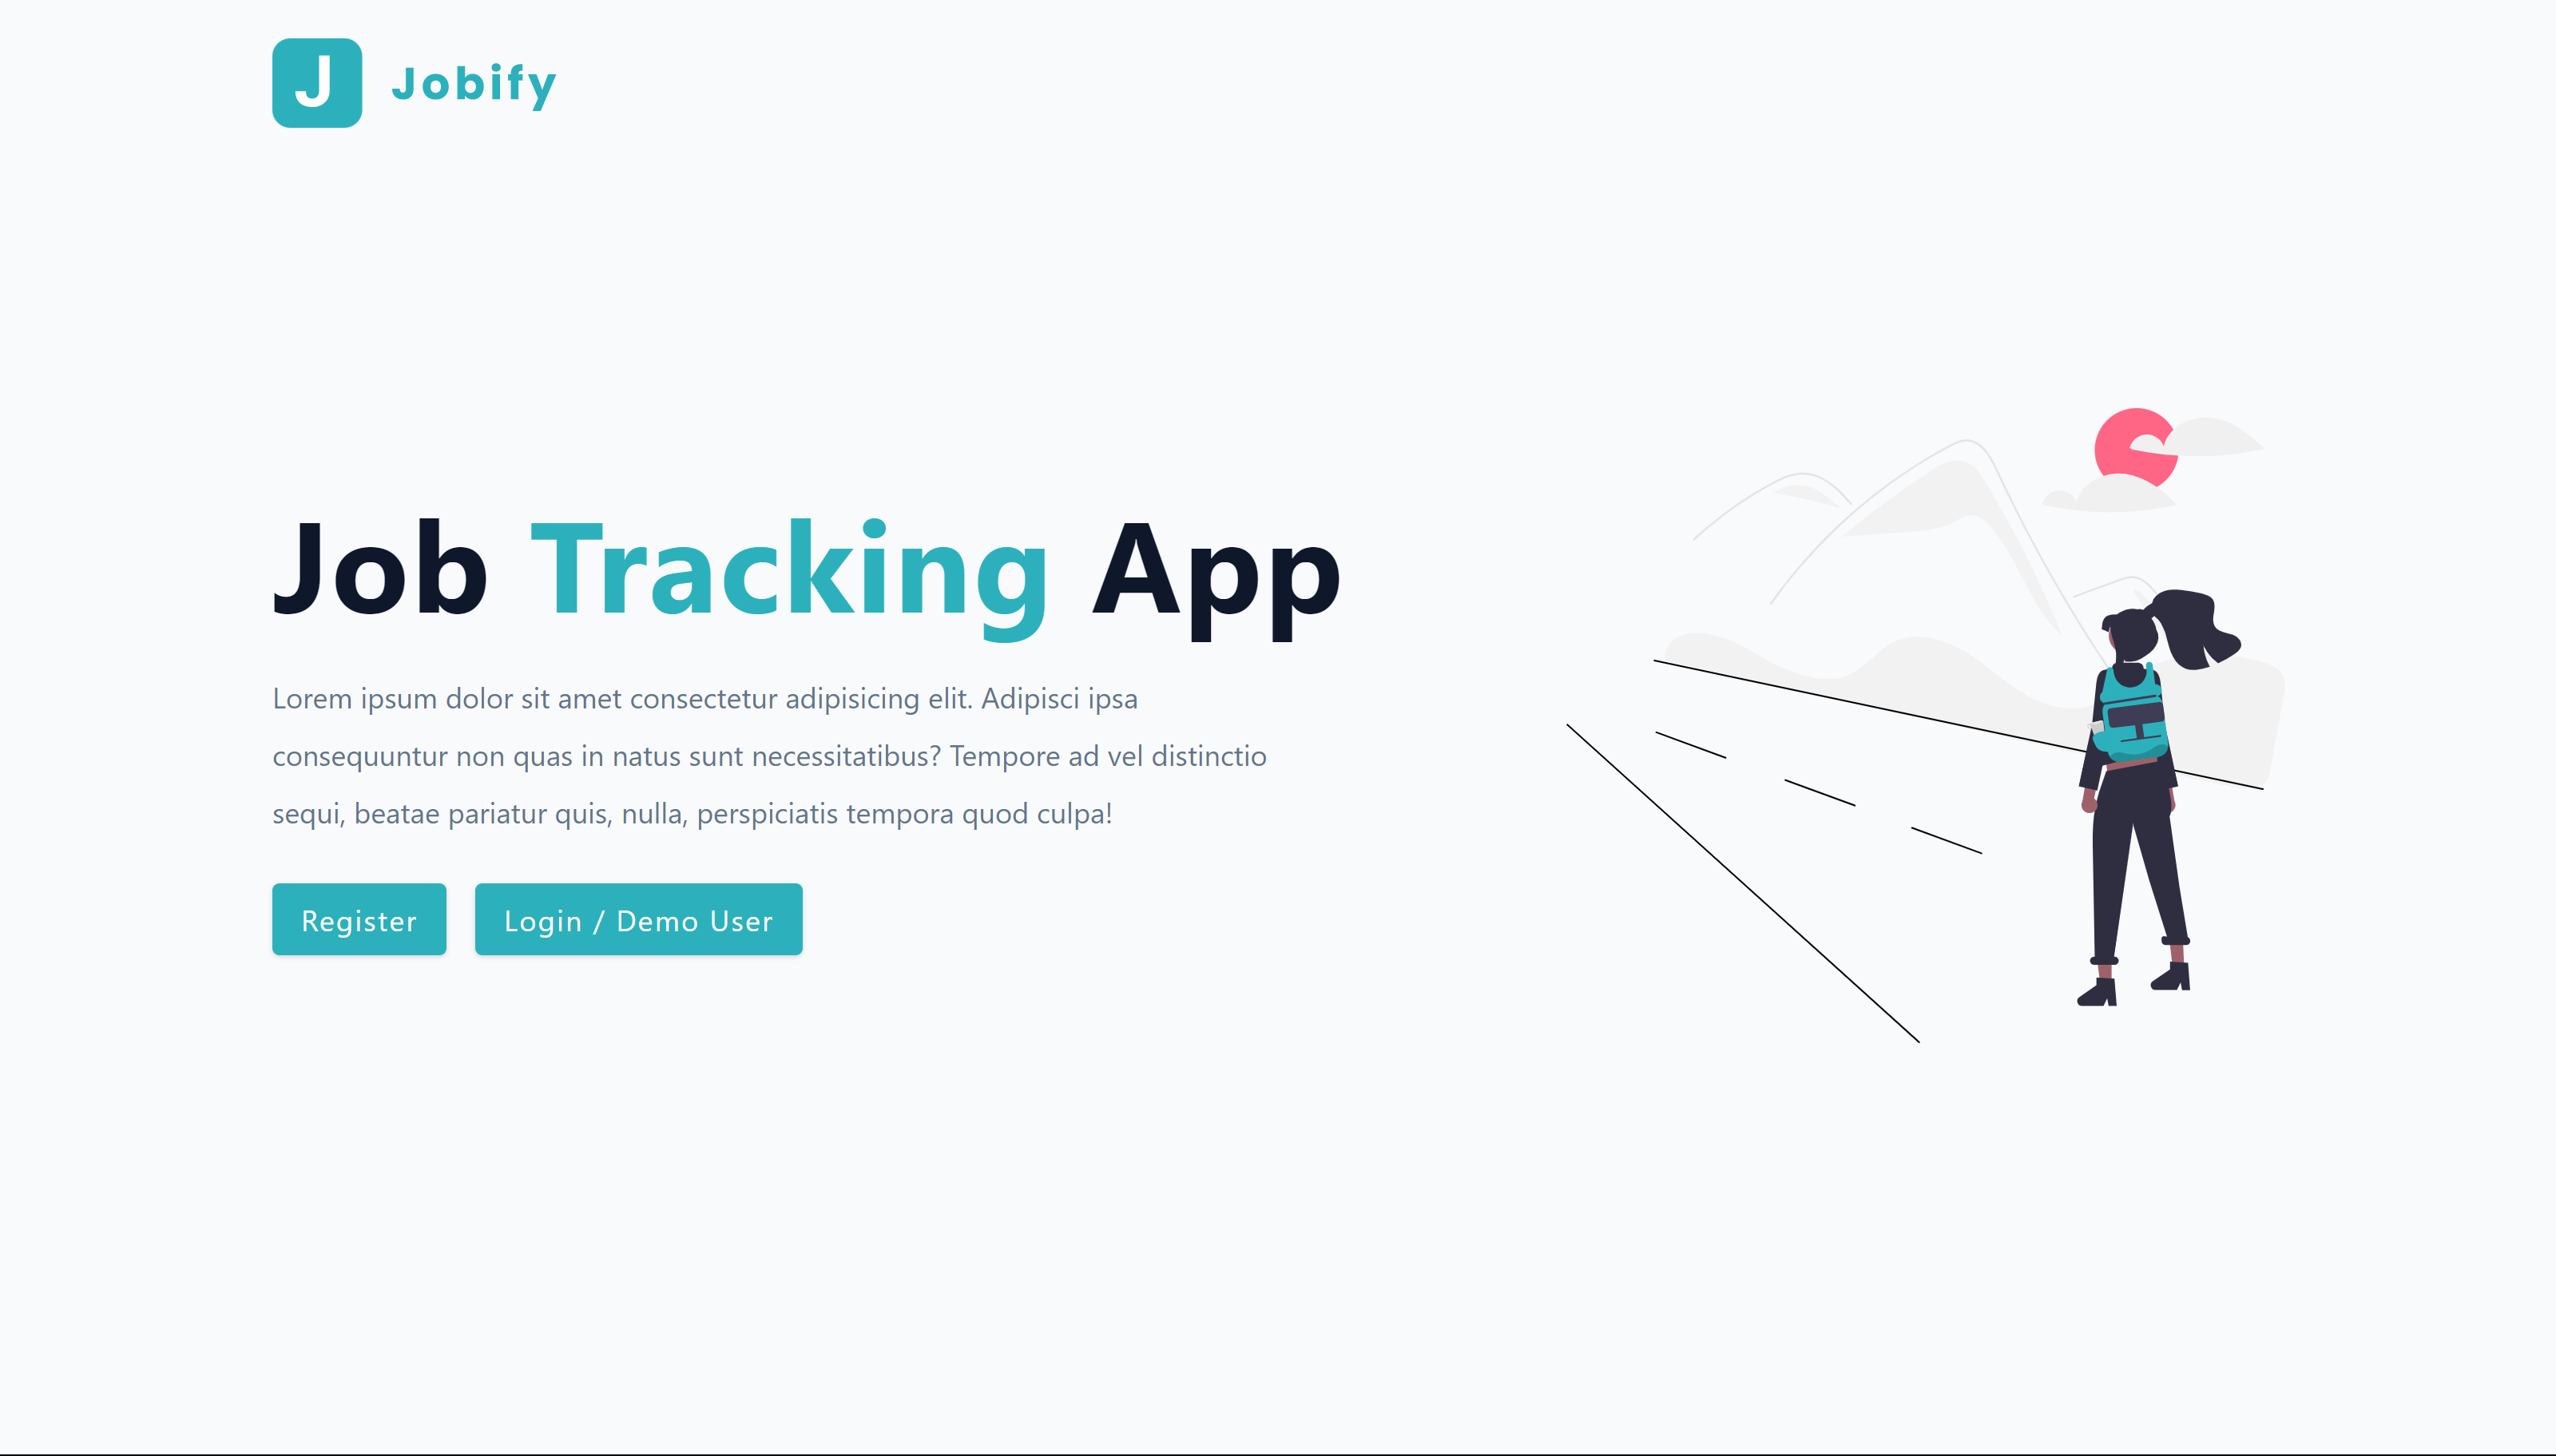 J Jobify
Job Tracking App
Lorem ipsum dolor sit amet consectetur adipisicing elit. Adipisci ipsa
consequuntur non quas in natus sunt necessitatibus? Tempore ad vel distinctio
sequi, beatae pariatur quis, nulla, perspiciatis tempora quod culpa!
Register Login / Demo User